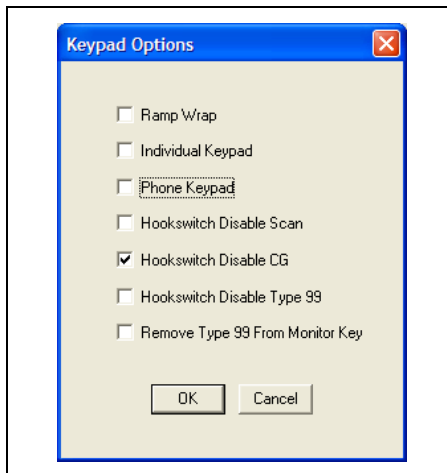 Keypad Options
Ramp Wrap
Individual Keypad
Phone Keypad
Hookswitch Disable Scan
Hookswitch Disable CG
Hookswitch Disable Type 99
Remove Type 99 From Monitor Key
OK Cancel